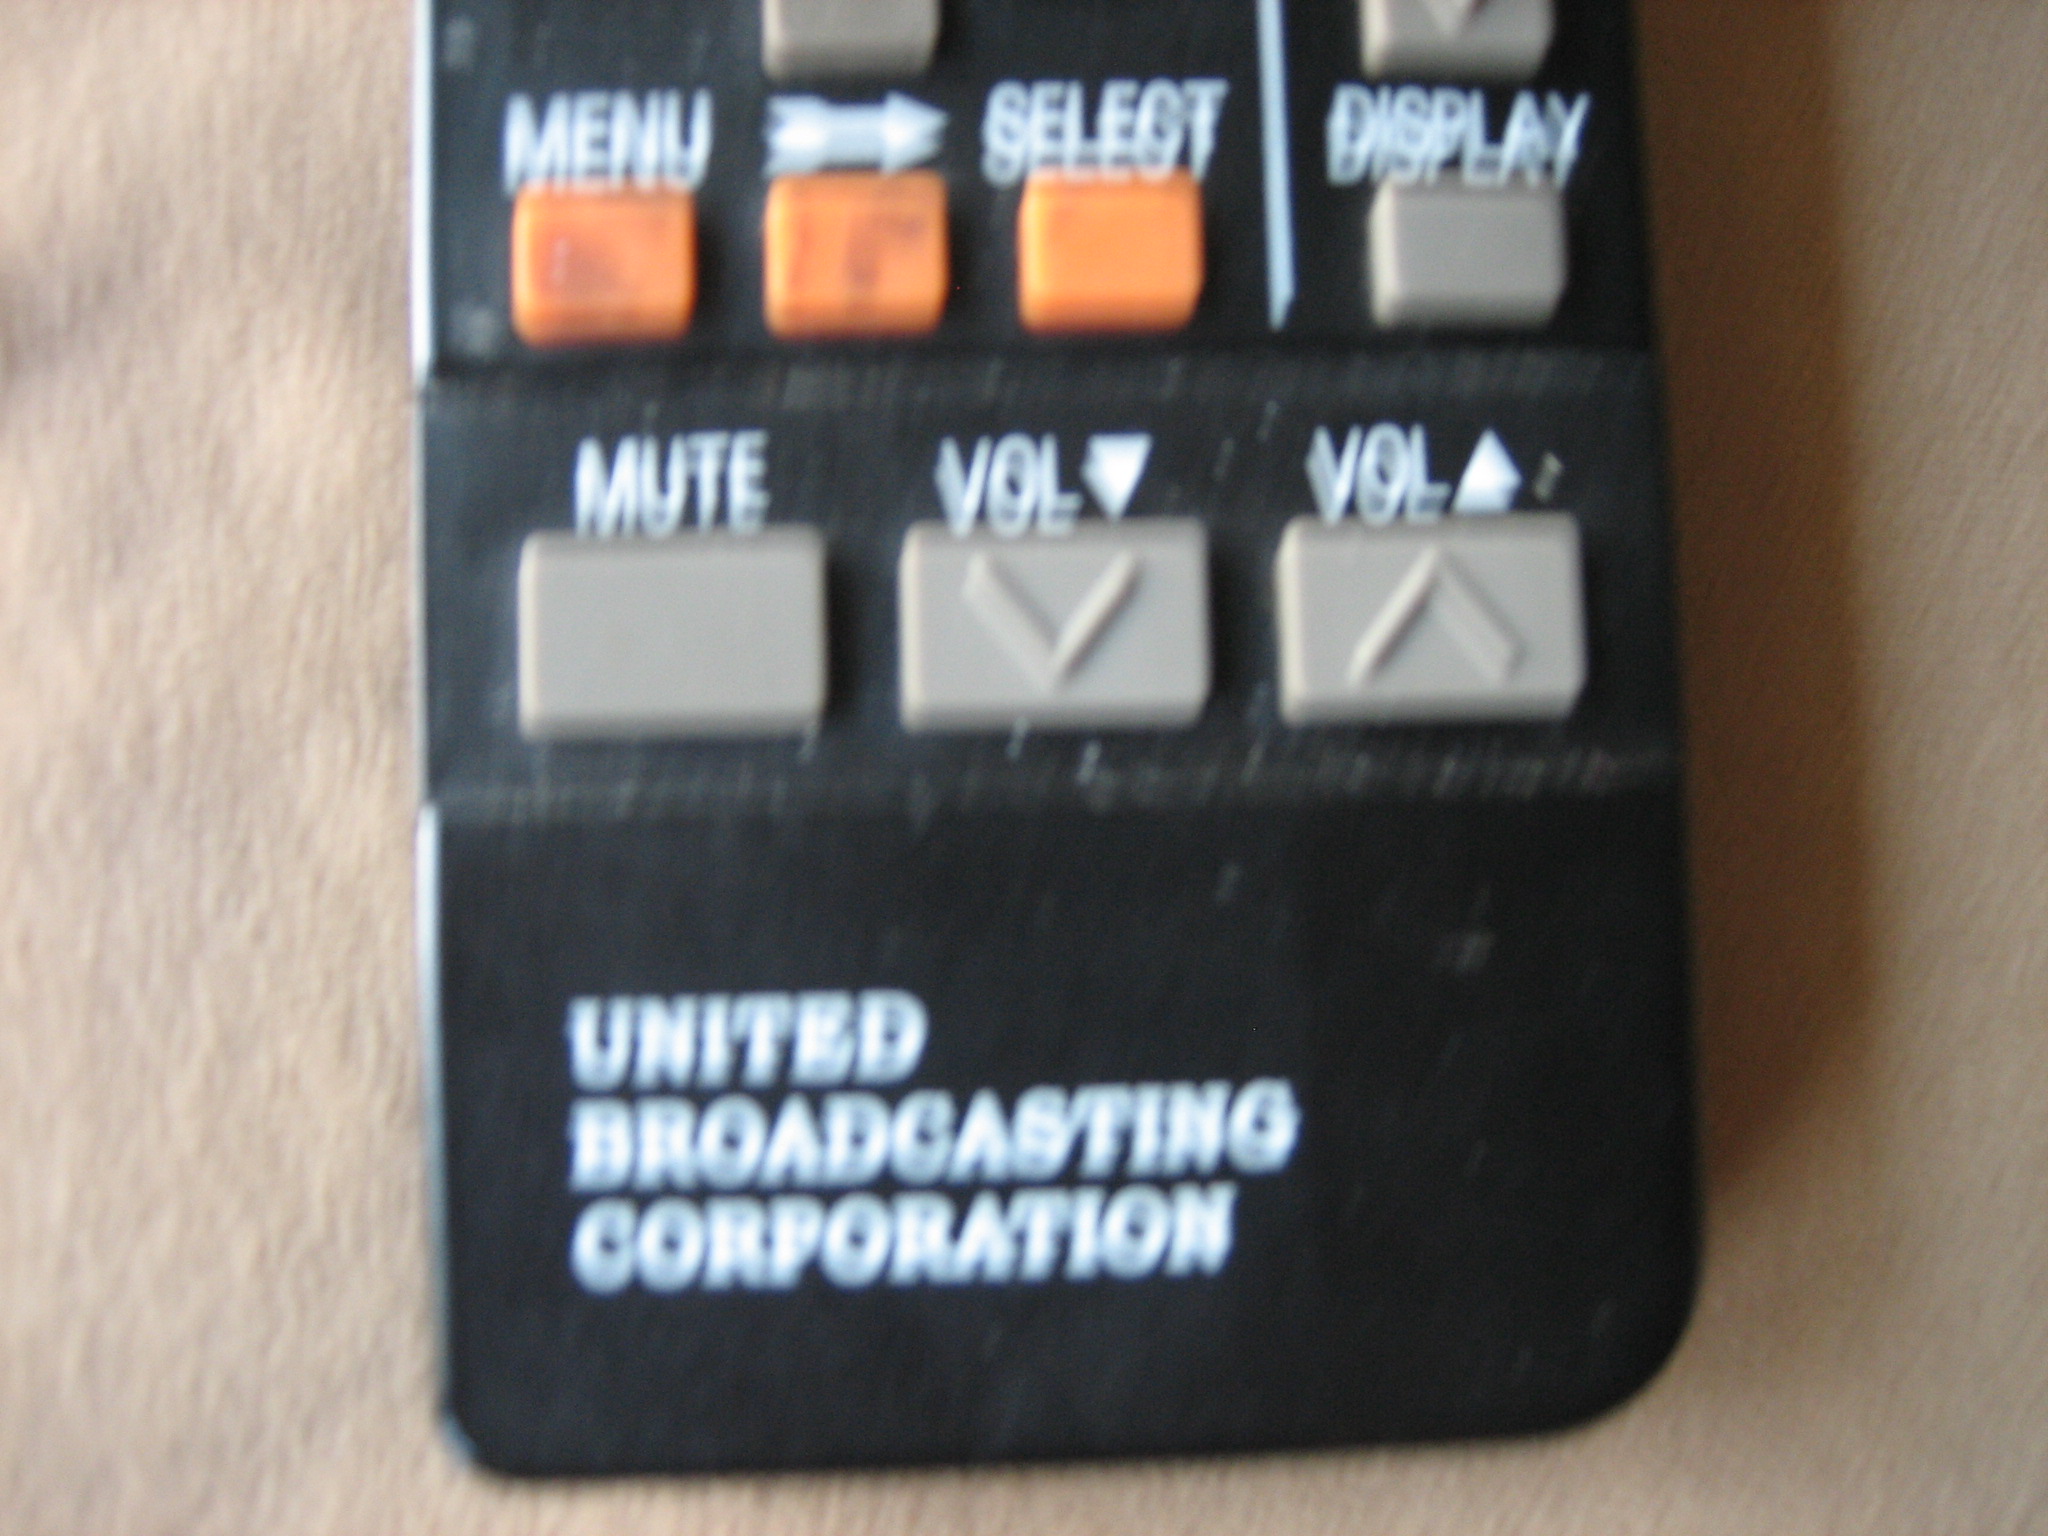 MENU ➡ SELECT DISPLAY
MUTE VOL▼ VOL▲
UNITED
BROADCASTING
CORPORATION